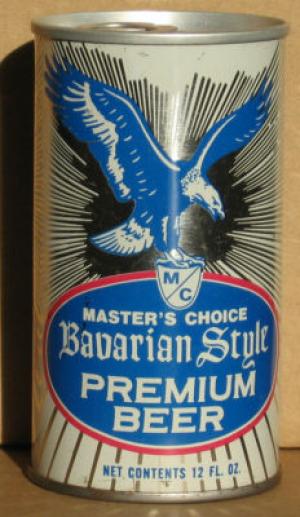 M
C
MASTER'S CHOICE
Bavarian Style
PREMIUM
BEER
NET CONTENTS 12 FL. OZ.